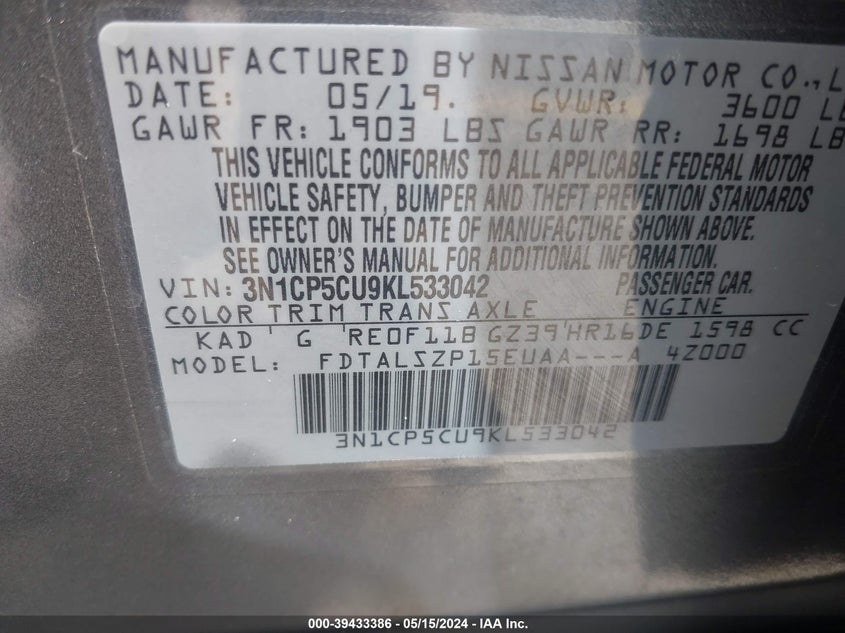 MANUFACTURED BY NISSAN MOTOR CO., L
DATE: 05/19. GVWR: 3600 LB
GAWR FR: 1903 LBS GAWR RR: 1698 LB
THIS VEHICLE CONFORMS TO ALL APPLICABLE FEDERAL MOTOR
VEHICLE SAFETY, BUMPER AND THEFT PREVENTION STANDARDS
IN EFFECT ON THE DATE OF MANUFACTURE SHOWN ABOVE.
SEE OWNER'S MANUAL FOR ADDITIONAL INFORMATION.
VIN: 3N1CP5CU9KL533042 PASSENGER CAR.
COLOR TRIM TRANS AXLE ENGINE
KAD G RE0F11B GZ39 HR16DE 1598 CC
MODEL: FDTALSZP15EUAA---A 4Z000
3N1CP5CU9KL533042
000-39433386 - 05/15/2024 - IAA Inc.